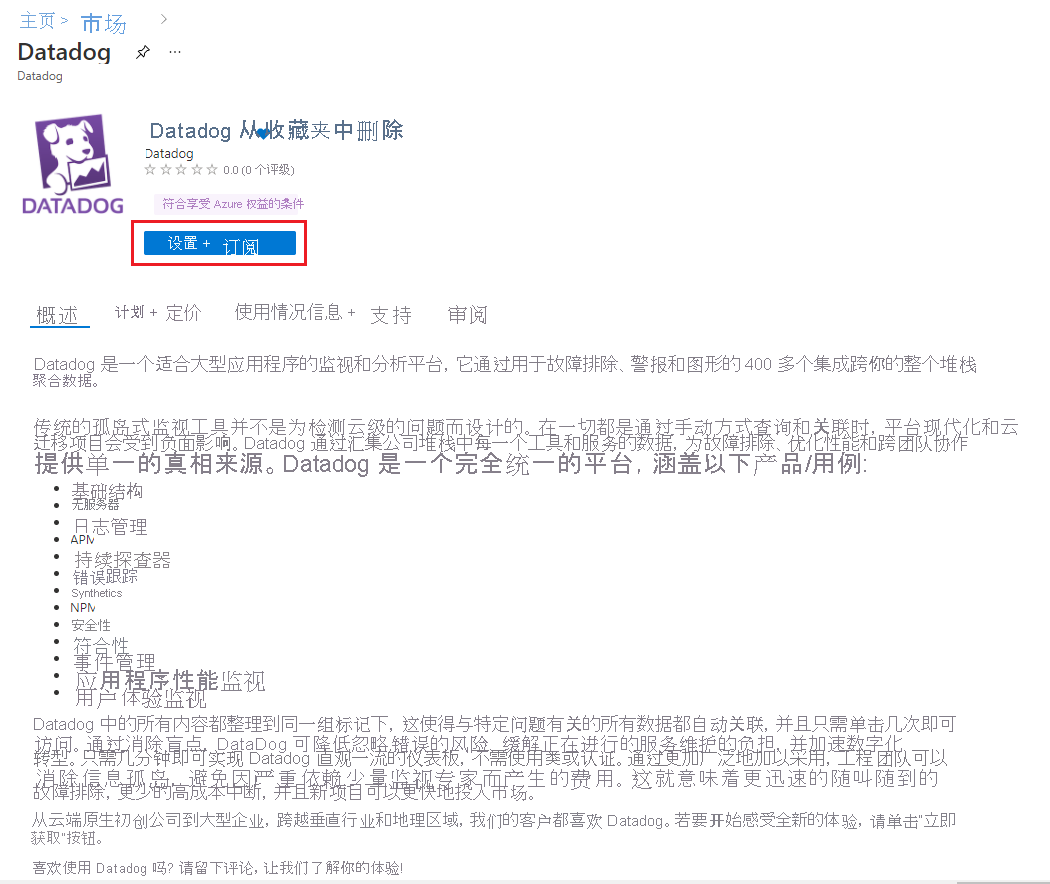 主页 > 市场 >
Datadog ...
Datadog
DATADOG
Datadog 从收藏夹中删除
Datadog
0.0 (0 个评级)
符合享受 Azure 权益的条件
设置 + 订阅
概述 计划 + 定价 使用情况信息 + 支持 审阅
Datadog 是一个适合大型应用程序的监视和分析平台, 它通过用于故障排除、警报和图形的 400 多个集成跨你的整个堆栈
聚合数据。
传统的孤岛式监视工具并不是为检测云级的问题而设计的。在一切都是通过手动方式查询和关联时, 平台现代化和云
迁移项目会受到负面影响。Datadog 通过汇集公司堆栈中每一个工具和服务的数据, 为故障排除、优化性能和跨团队协作
提供单一的真相来源。Datadog 是一个完全统一的平台, 涵盖以下产品/用例:
基础结构
无服务器
日志管理
APM
持续探查器
错误跟踪
Synthetics
NPM
安全性
符合性
事件管理
应用程序性能监视
用户体验监视
Datadog 中的所有内容都整理到同一组标记下, 这使得与特定问题有关的所有数据都自动关联, 并且只需单击几次即可
访问。通过消除盲点, DataDog 可降低忽略错误的风险, 缓解正在进行的服务维护的负担, 并加速数字化
转型。只需几分钟即可实现 Datadog 直观一流的仪表板, 不需使用葵或认证。通过更加广泛地加以采用, 工程团队可以
消除信息孤岛, 避免因严重依赖少量监视专家而产生的费用。这就意味着更迅速的随叫随到的
故障排除, 更少的高成本中断, 并且新项目可以更快地投入市场。
从云端原生初创公司到大型企业, 跨越垂直行业和地理区域, 我们的客户都喜欢 Datadog。若要开始感受全新的体验, 请单击"立即
获取"按钮。
喜欢使用 Datadog 吗? 请留下评论, 让我们了解你的体验!